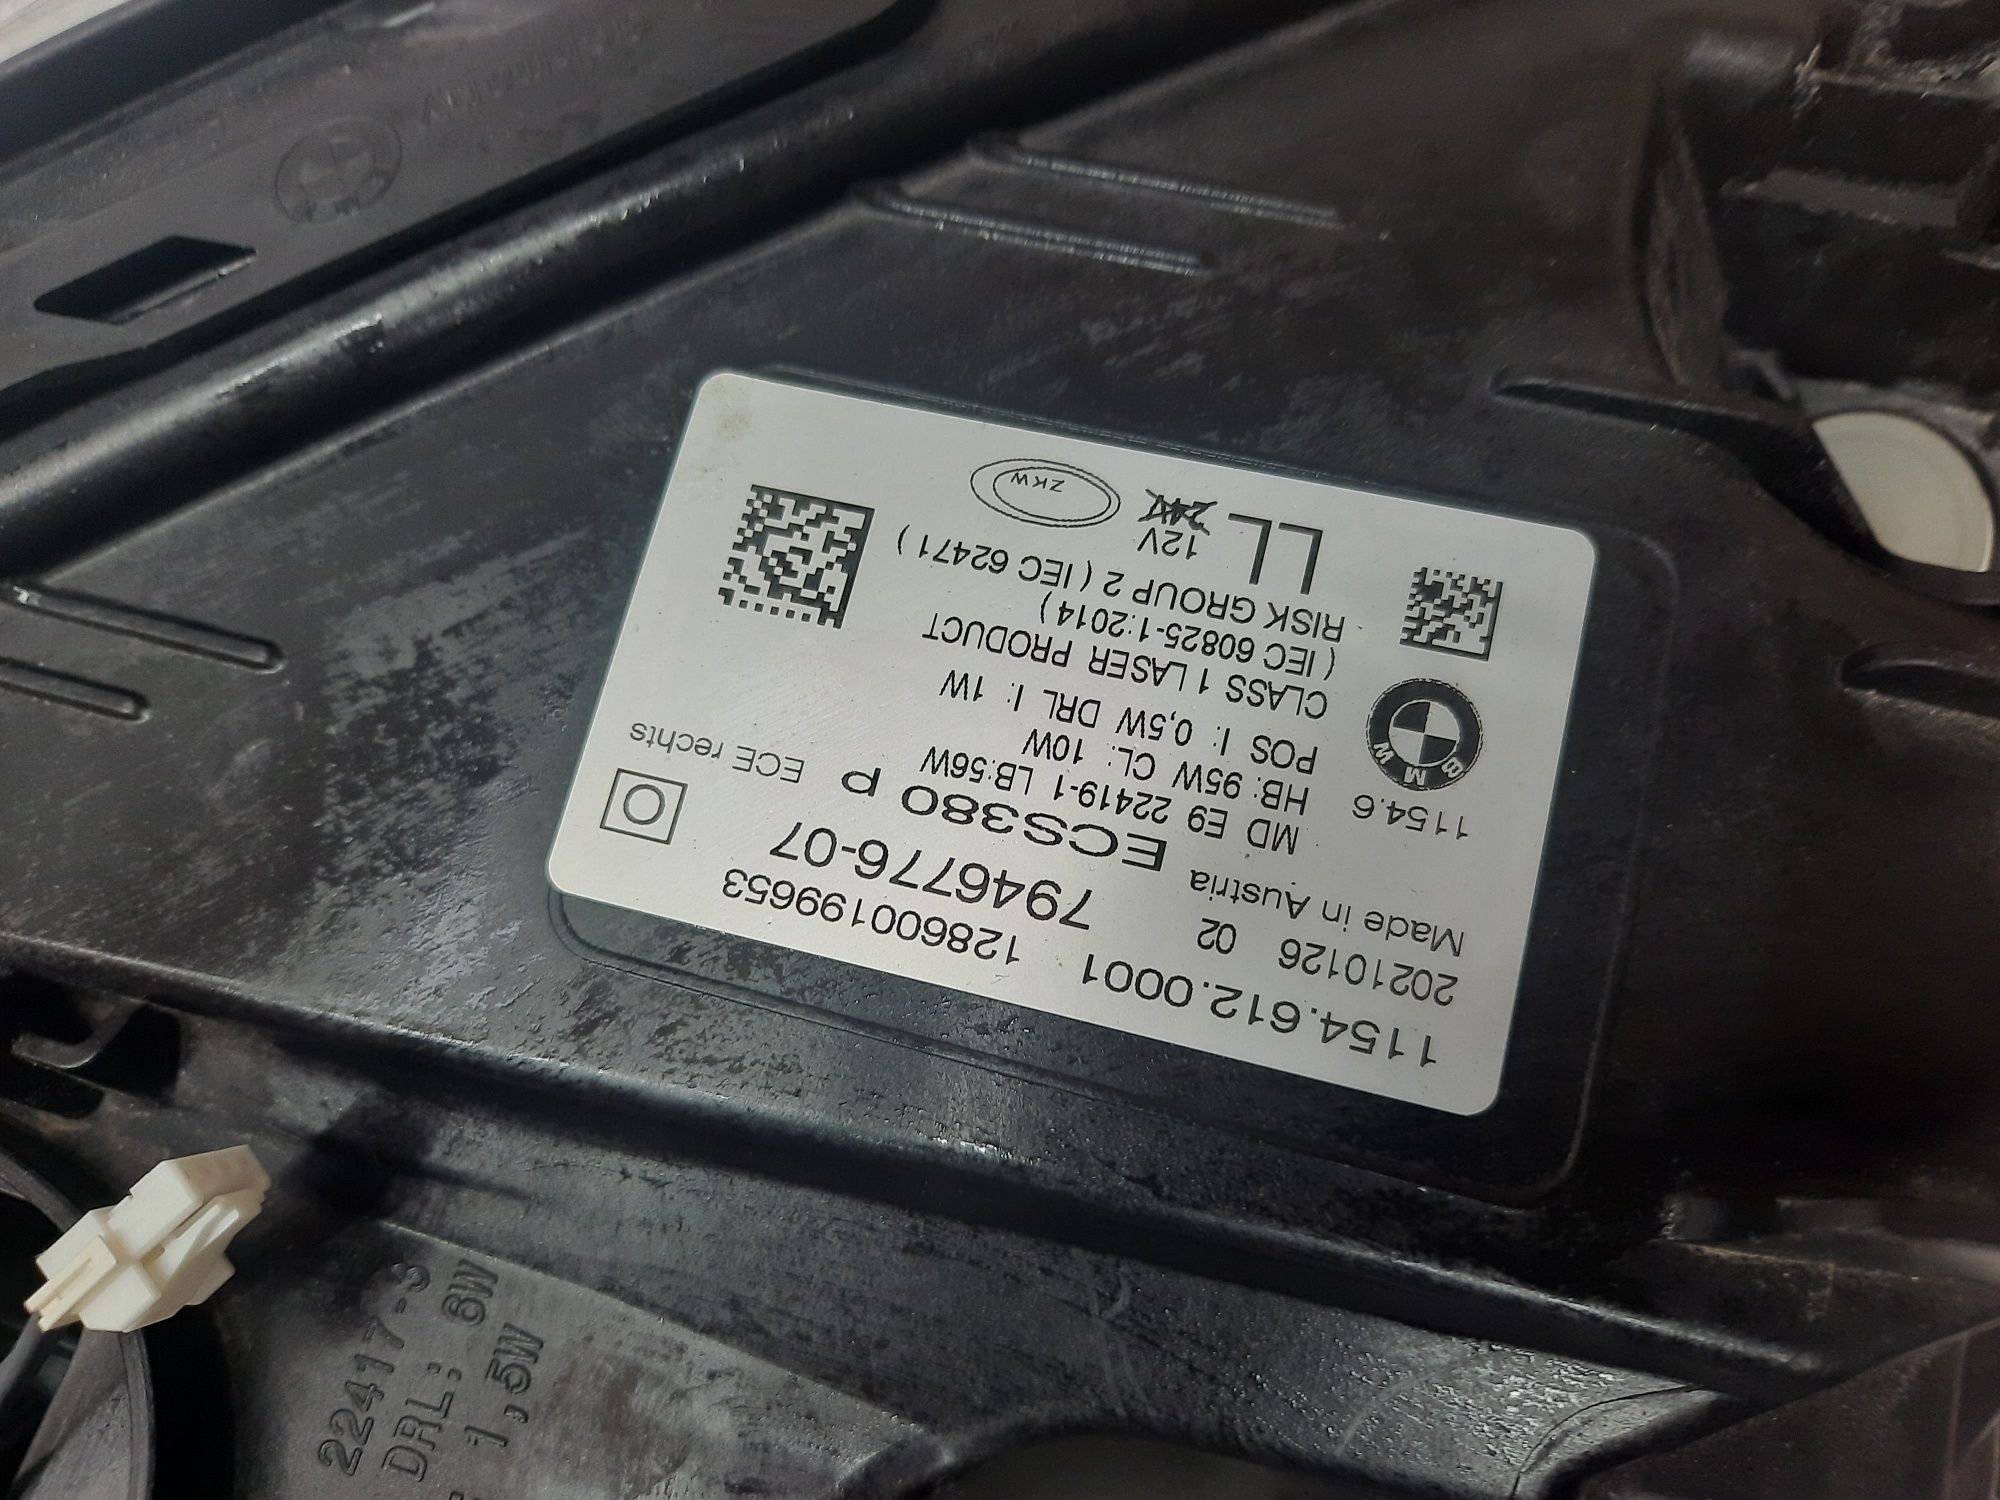 1154.612.0001
20210126 02 128600199653
Made in Austria 7946776-07
ECS380 P ECE rechts
MD E9 22419-1 LB:56W
1154.6 HB: 95W CL: 10W
POS I: 0,5W DRL I: 1W
BMW CLASS 1 LASER PRODUCT
( IEC 60825-1:2014 )
RISK GROUP 2 ( IEC 62471 )
LL 12V
24V
ZKW
22417-3
DRL: 6W
1,5W